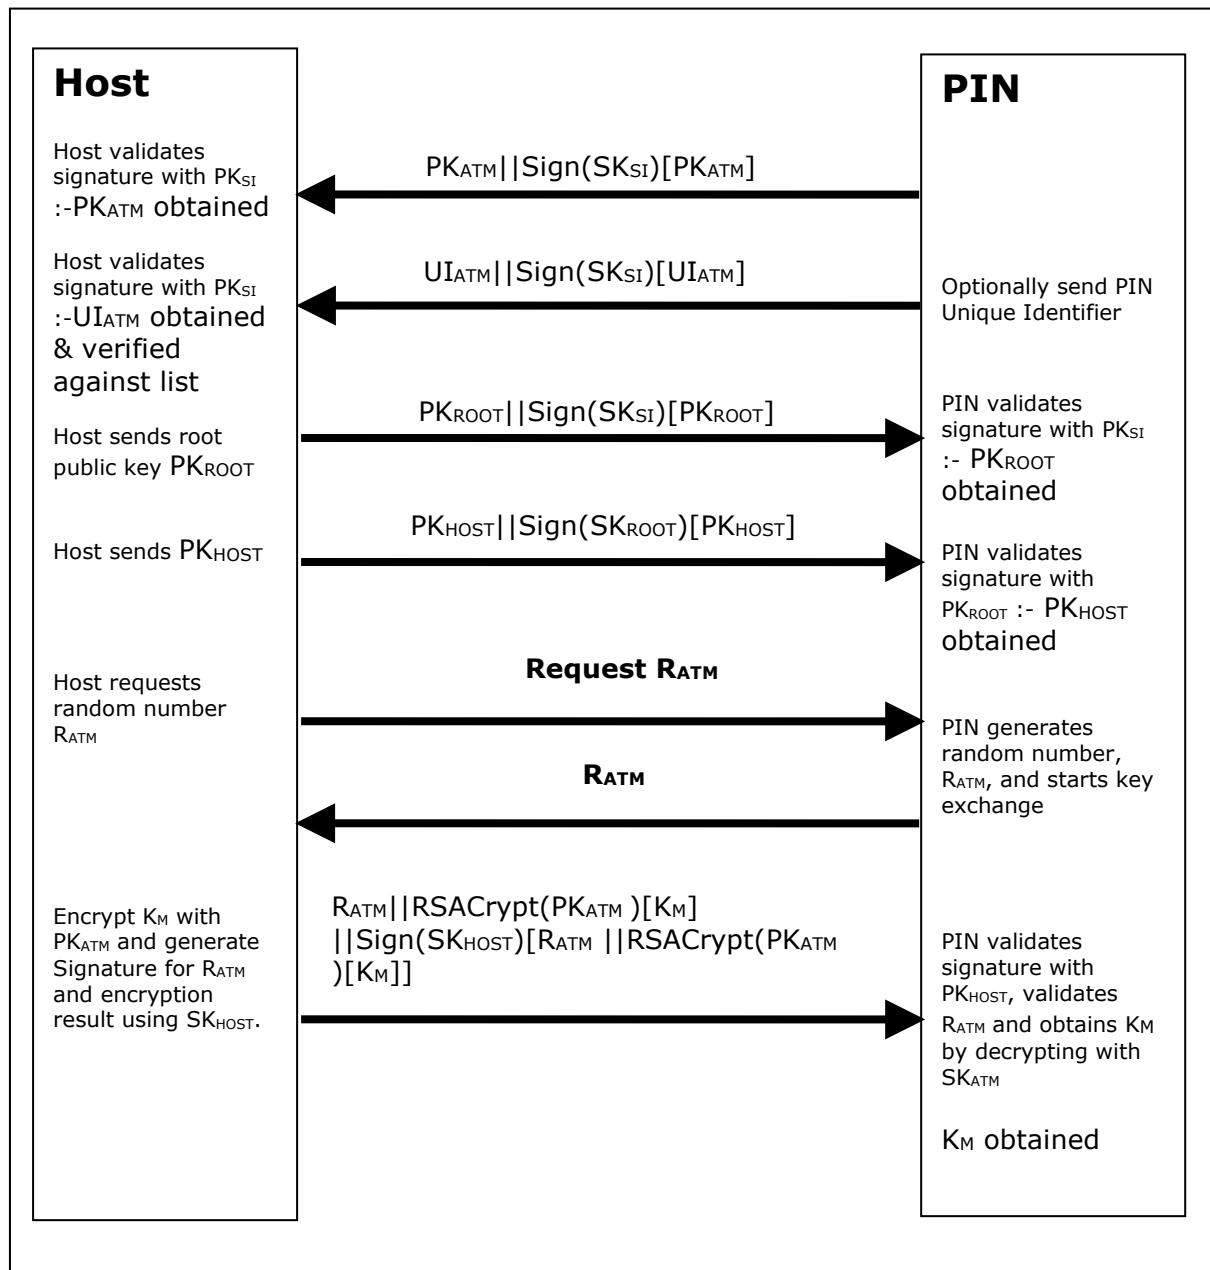 Host
PIN
Host validates
signature with PKSI
:-PKATM obtained
PKATM||Sign(SKSI)[PKATM]
Host validates
signature with PKSI
:-UIATM obtained
& verified
against list
UIATM||Sign(SKSI)[UIATM]
Optionally send PIN
Unique Identifier
Host sends root
public key PKROOT
PKROOT||Sign(SKSI)[PKROOT]
PIN validates
signature with PKSI
:- PKROOT
obtained
Host sends PKHOST
PKHOST||Sign(SKROOT)[PKHOST]
PIN validates
signature with
PKROOT :- PKHOST
obtained
Host requests
random number
RATM
Request RATM
PIN generates
random number,
RATM, and starts key
exchange
RATM
Encrypt KM with
PKATM and generate
Signature for RATM
and encryption
result using SKHOST.
RATM||RSACrypt(PKATM )[KM]
||Sign(SKHOST)[RATM ||RSACrypt(PKATM
)[KM]]
PIN validates
signature with
PKHOST, validates
RATM and obtains KM
by decrypting with
SKATM
KM obtained